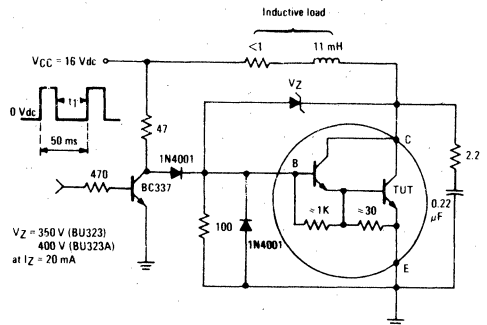 Inductive load
<1
11 mH
VCC = 16 Vdc
VZ
0 Vdc
t1
50 ms
47
1N4001
470
BC337
B
C
TUT
2.2
0.22
µF
≈1K
≈30
100
1N4001
E
VZ = 350 V (BU323)
400 V (BU323A)
at IZ = 20 mA